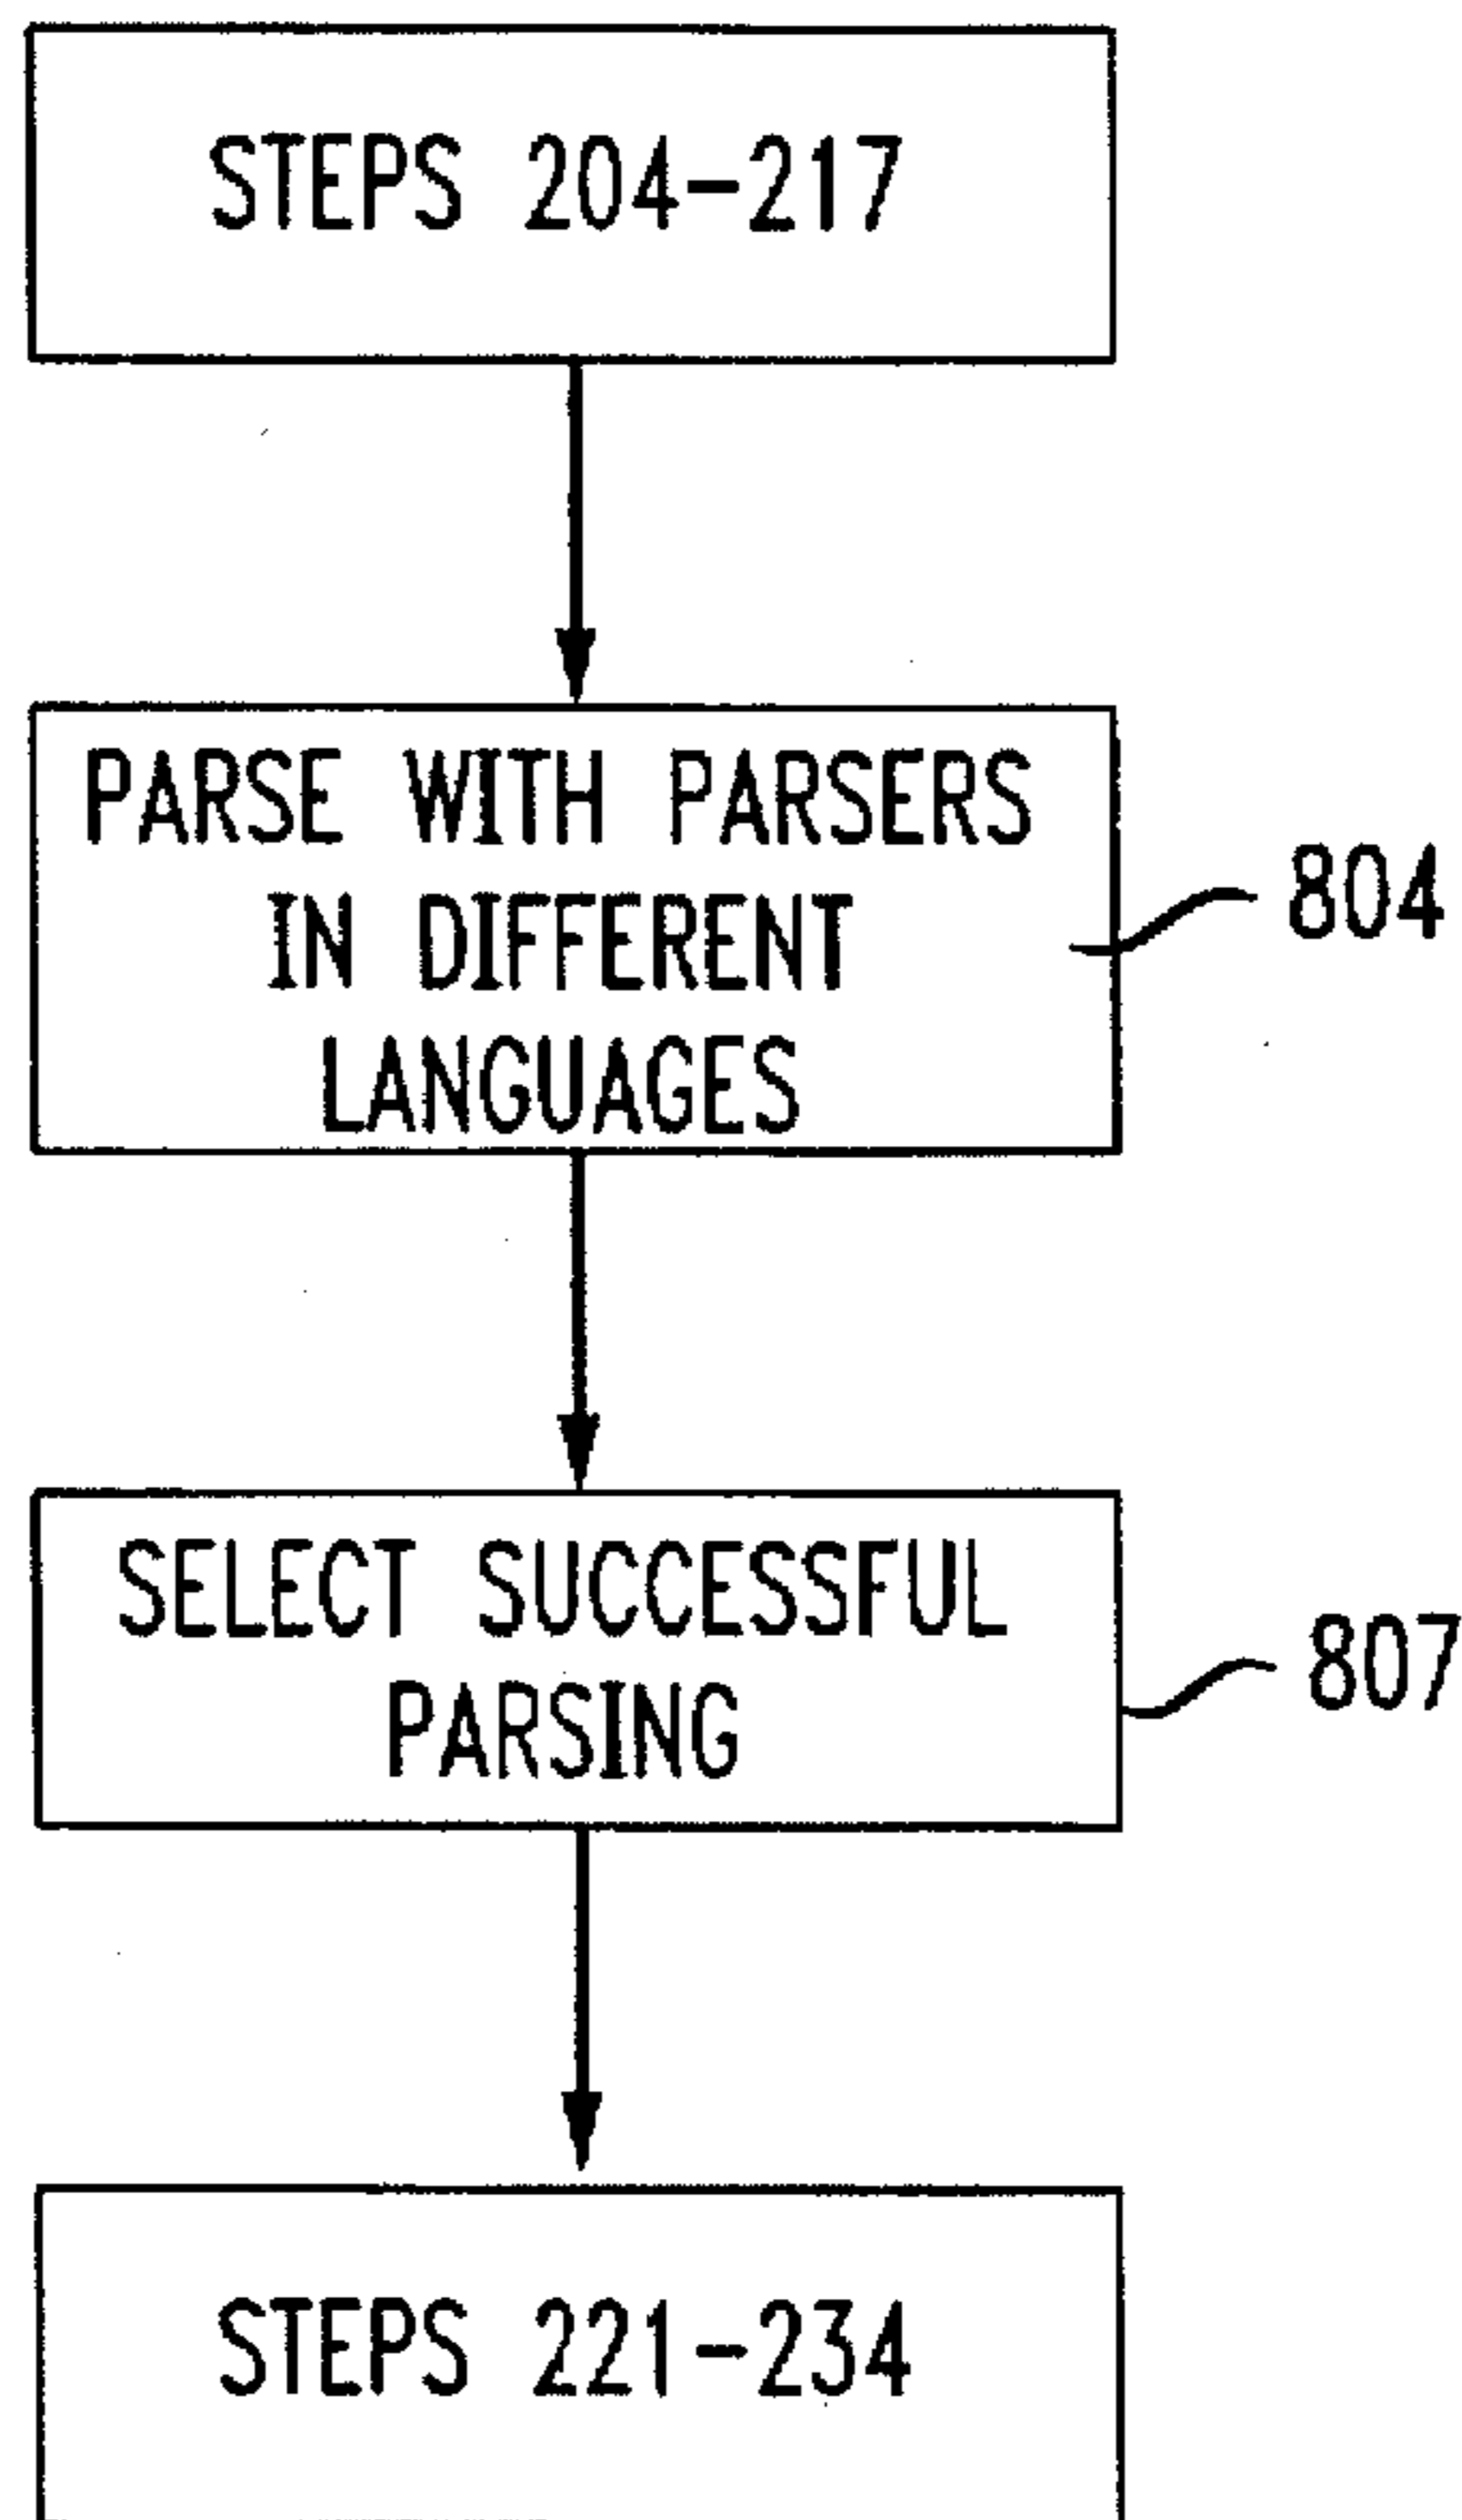 STEPS 204-217
PARSE WITH PARSERS
IN DIFFERENT
LANGUAGES
804
SELECT SUCCESSFUL
PARSING
807
STEPS 221-234